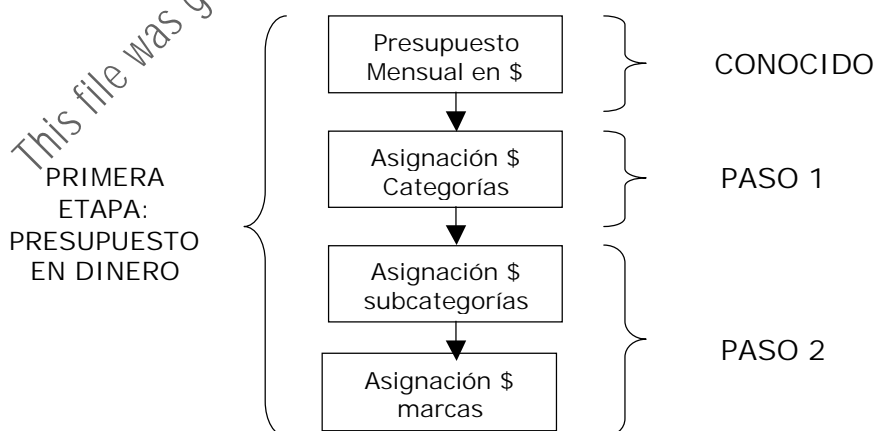 This file was g
Presupuesto
Mensual en $
CONOCIDO
Asignación $
Categorías
PASO 1
PRIMERA
ETAPA:
PRESUPUESTO
EN DINERO
Asignación $
subcategorías
PASO 2
Asignación $
marcas